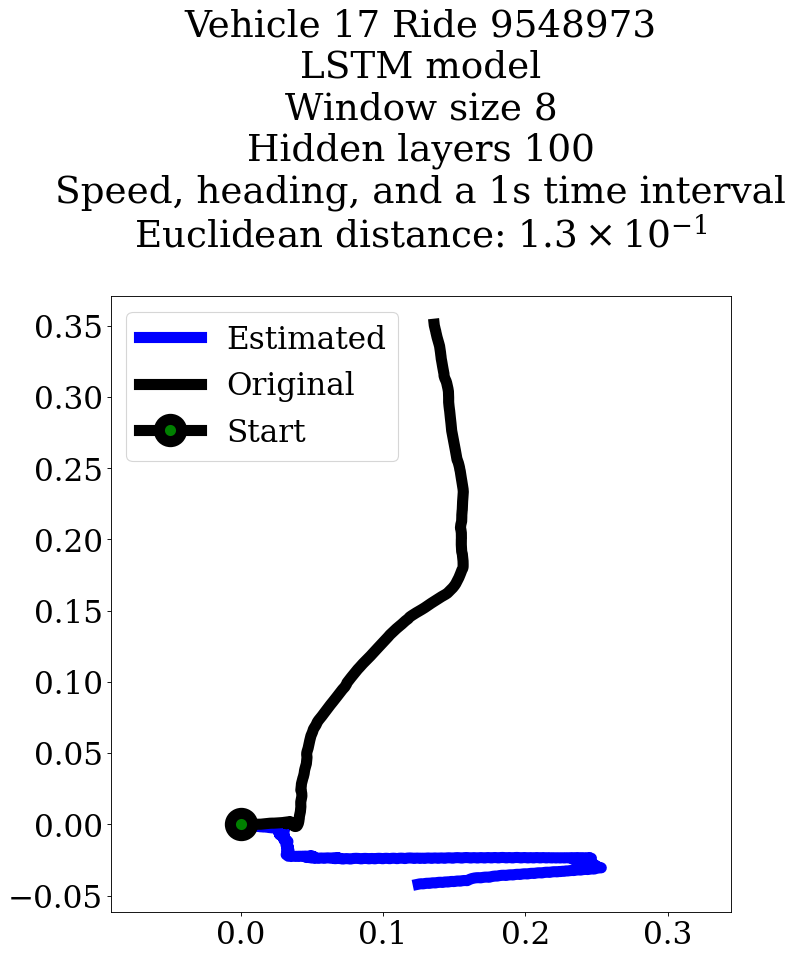 Vehicle 17 Ride 9548973
LSTM model
Window size 8
Hidden layers 100
Speed, heading, and a 1s time interval
Euclidean distance: 1.3 × 10⁻¹
Estimated
Original
Start
0.35
0.30
0.25
0.20
0.15
0.10
0.05
0.00
−0.05
0.0 0.1 0.2 0.3